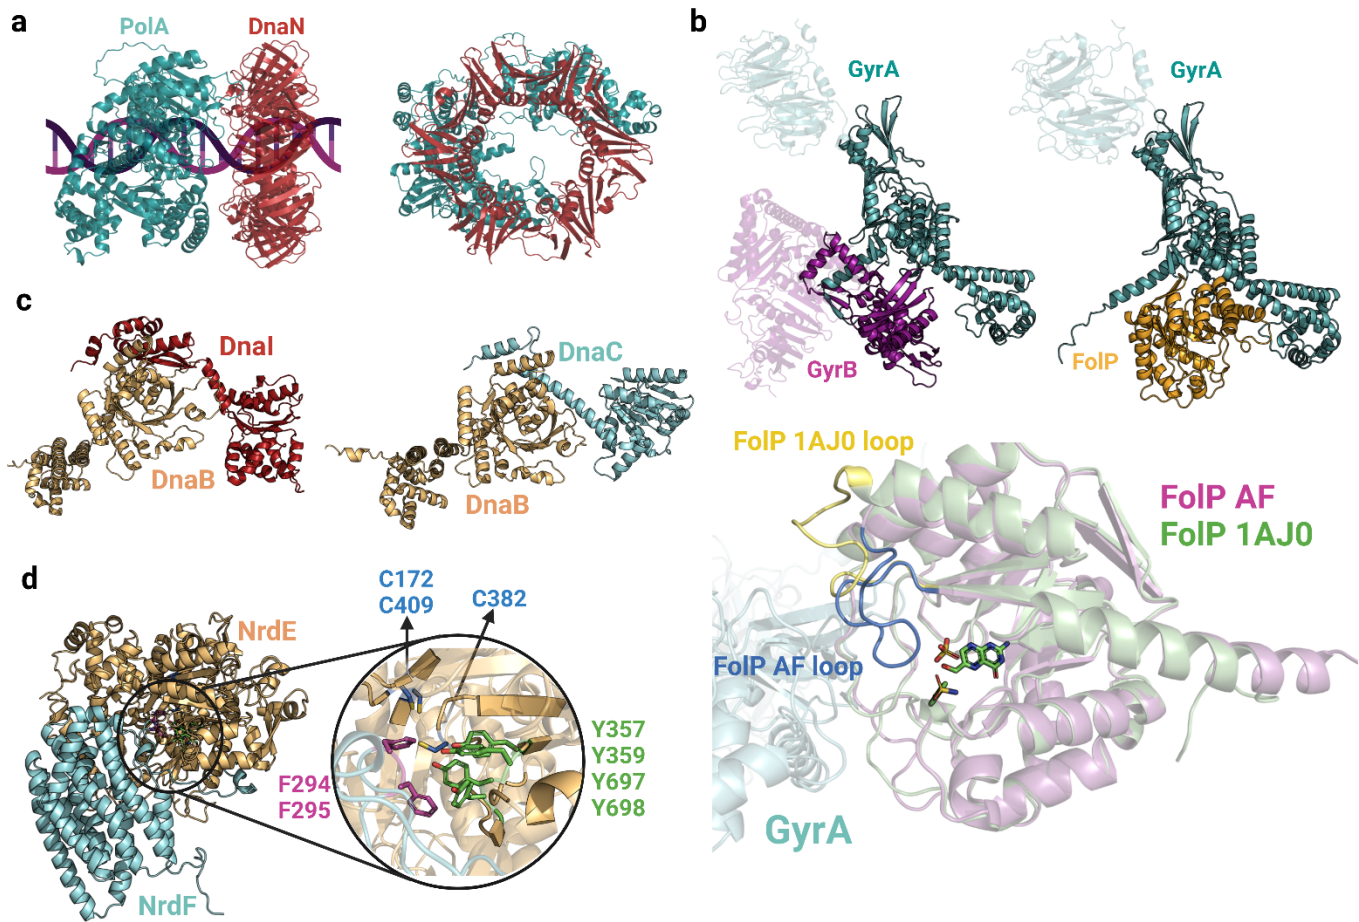 a
PolA
DnaN
b
GyrA
GyrA
GyrB
FolP
c
DnaI
DnaB
DnaC
DnaB
FolP 1AJ0 loop
FolP AF
FolP 1AJ0
FolP AF loop
GyrA
d
NrdE
NrdF
C172
C409
C382
F294
F295
Y357
Y359
Y697
Y698